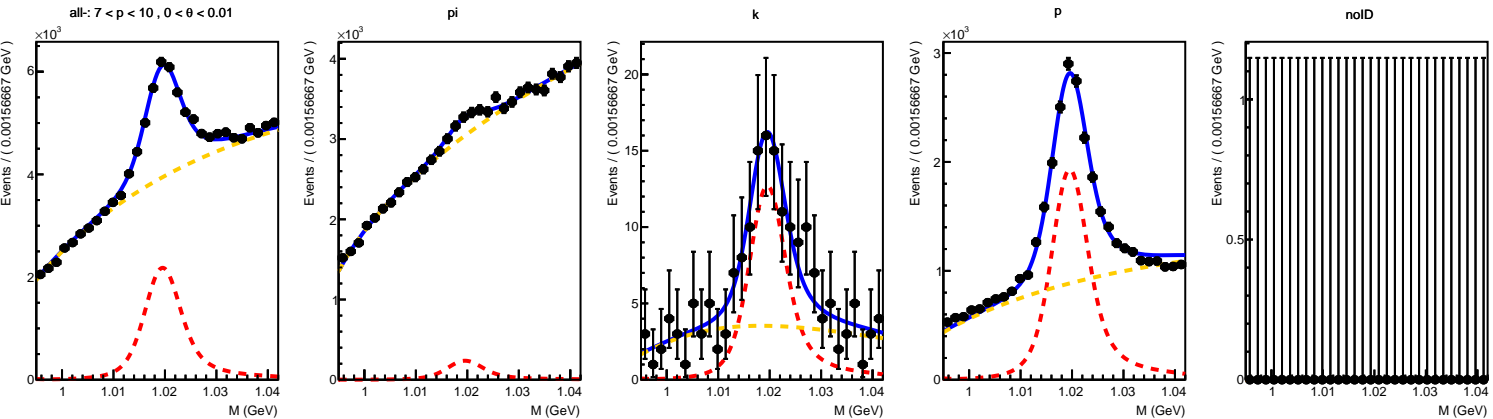 all-: 7 < p < 10 , 0 < θ < 0.01
×10³
Events / ( 0.00156667 GeV )
6
4
2
0
1 1.01 1.02 1.03 1.04
M (GeV)
pi
×10³
Events / ( 0.00156667 GeV )
4
3
2
1
0
1 1.01 1.02 1.03 1.04
M (GeV)
k
Events / ( 0.00156667 GeV )
20
15
10
5
0
1 1.01 1.02 1.03 1.04
M (GeV)
p
×10³
Events / ( 0.00156667 GeV )
3
2
1
0
1 1.01 1.02 1.03 1.04
M (GeV)
noID
Events / ( 0.00156667 GeV )
1
0.5
0
1 1.01 1.02 1.03 1.04
M (GeV)